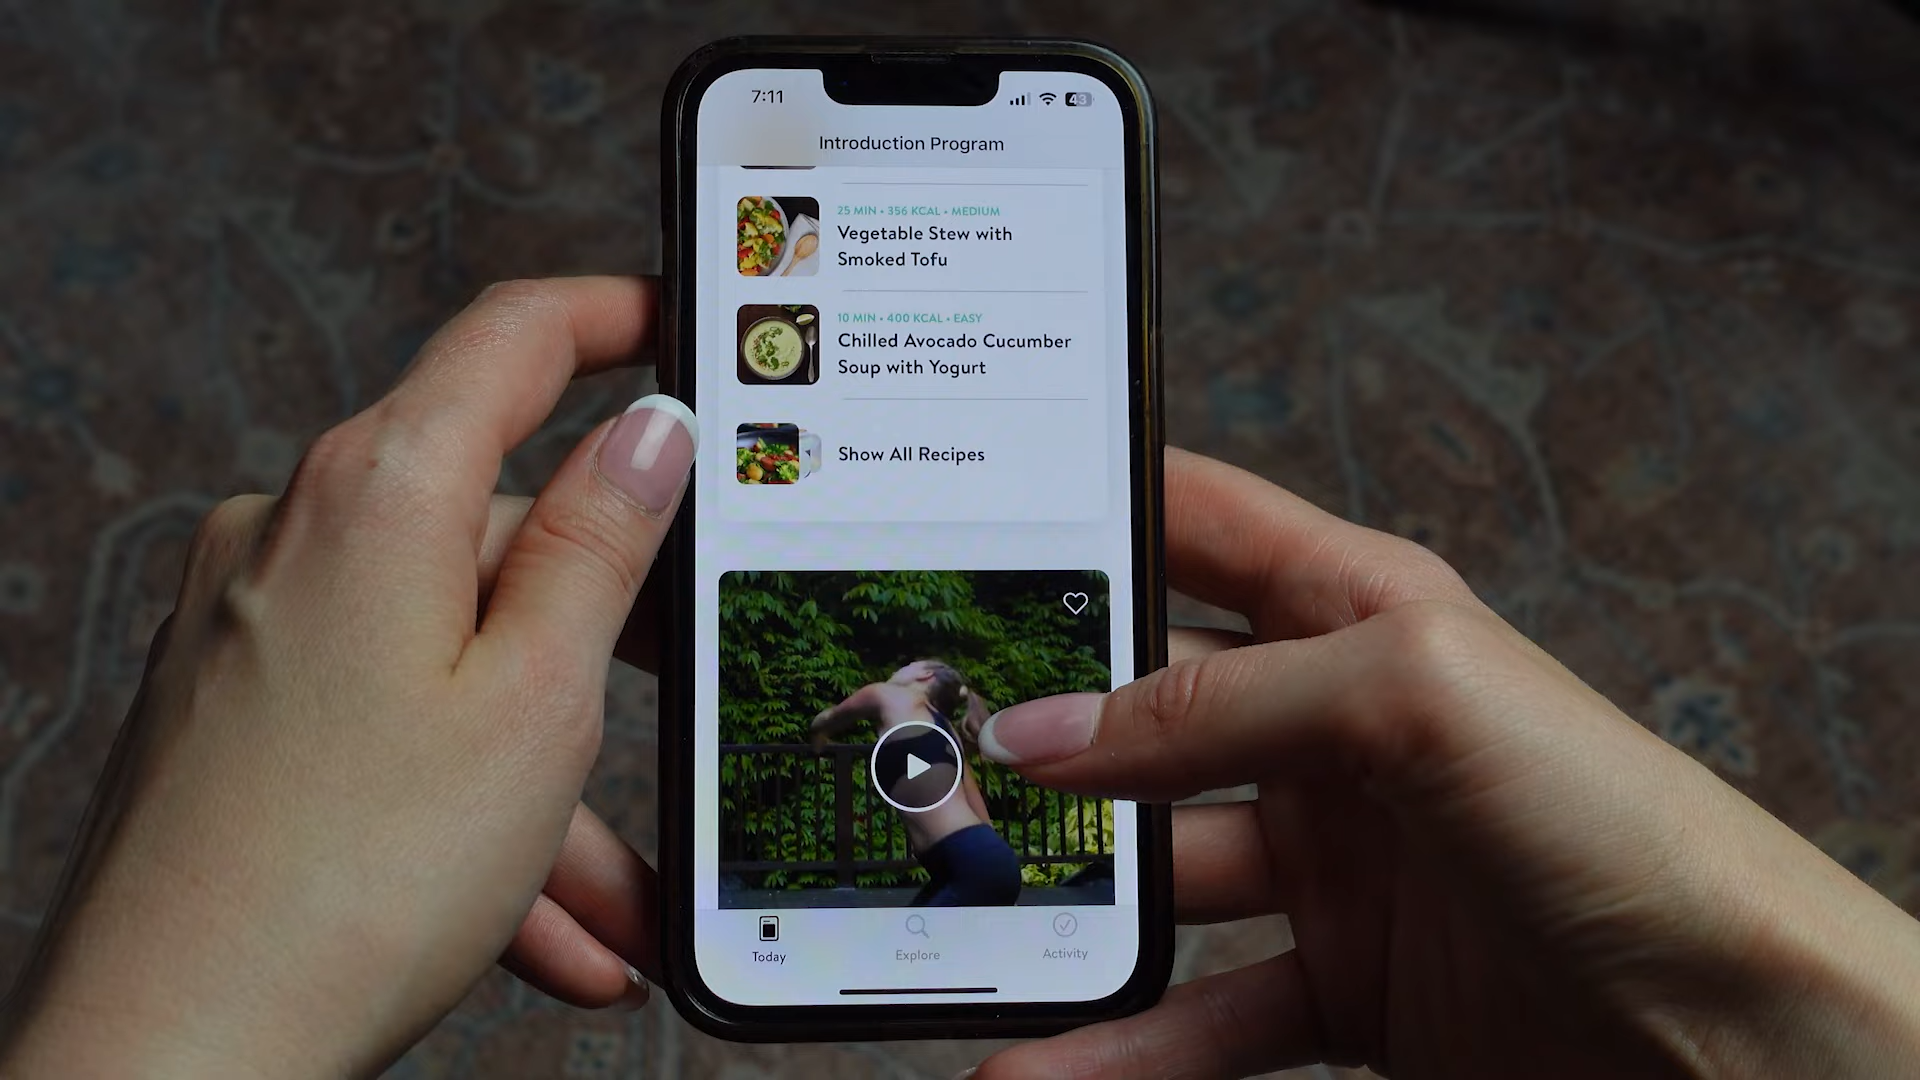 7:11
43
Introduction Program
25 MIN • 356 KCAL • MEDIUM
Vegetable Stew with
Smoked Tofu
10 MIN • 400 KCAL • EASY
Chilled Avocado Cucumber
Soup with Yogurt
Show All Recipes
Today
Explore
Activity